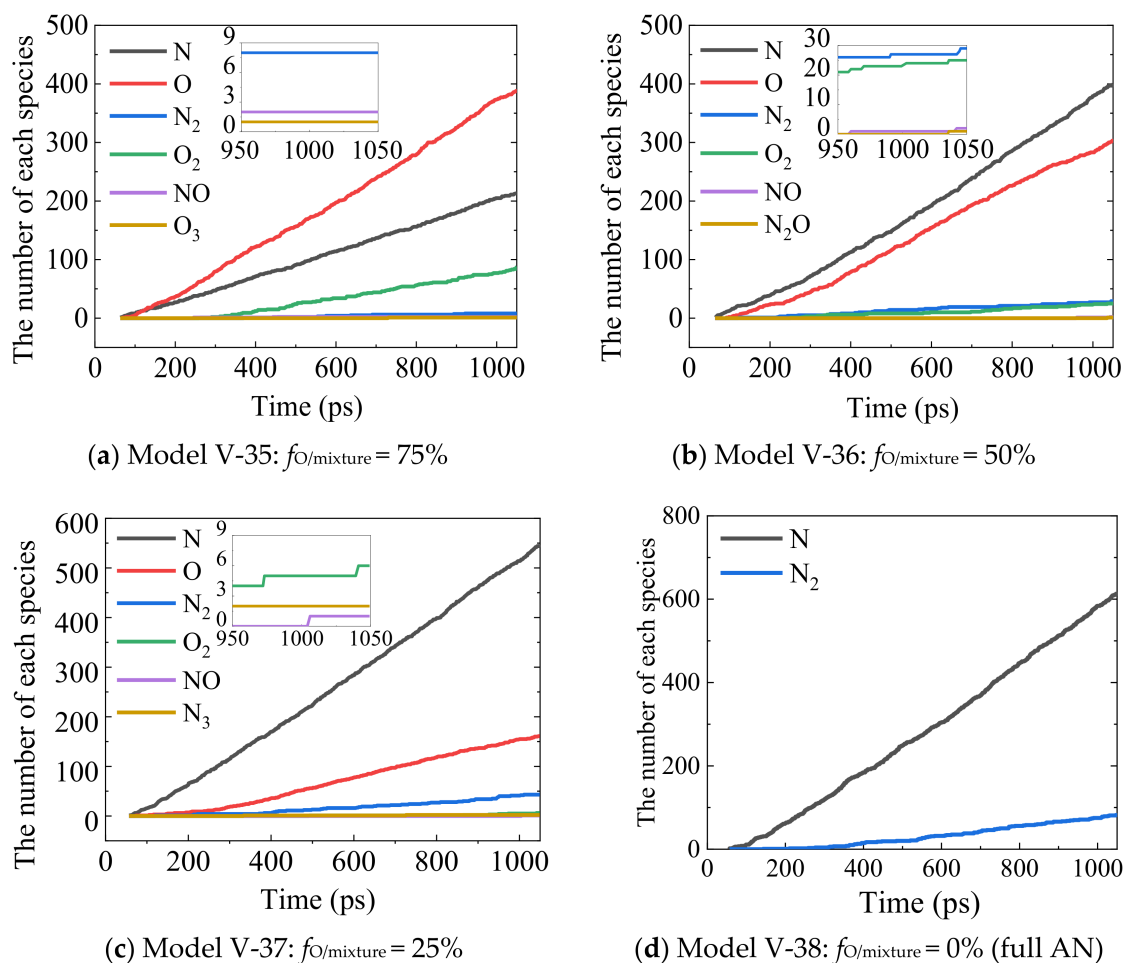 The number of each species
500
400
300
200
100
0
N
O
N2
O2
NO
O3
9
6
3
0
950 1000 1050
0 200 400 600 800 1000
Time (ps)
(a) Model V-35: fO/mixture = 75%
The number of each species
500
400
300
200
100
0
N
O
N2
O2
NO
N2O
30
20
10
0
950 1000 1050
0 200 400 600 800 1000
Time (ps)
(b) Model V-36: fO/mixture = 50%
The number of each species
600
500
400
300
200
100
0
N
O
N2
O2
NO
N3
9
6
3
0
950 1000 1050
0 200 400 600 800 1000
Time (ps)
(c) Model V-37: fO/mixture = 25%
The number of each species
800
600
400
200
0
N
N2
0 200 400 600 800 1000
Time (ps)
(d) Model V-38: fO/mixture = 0% (full AN)